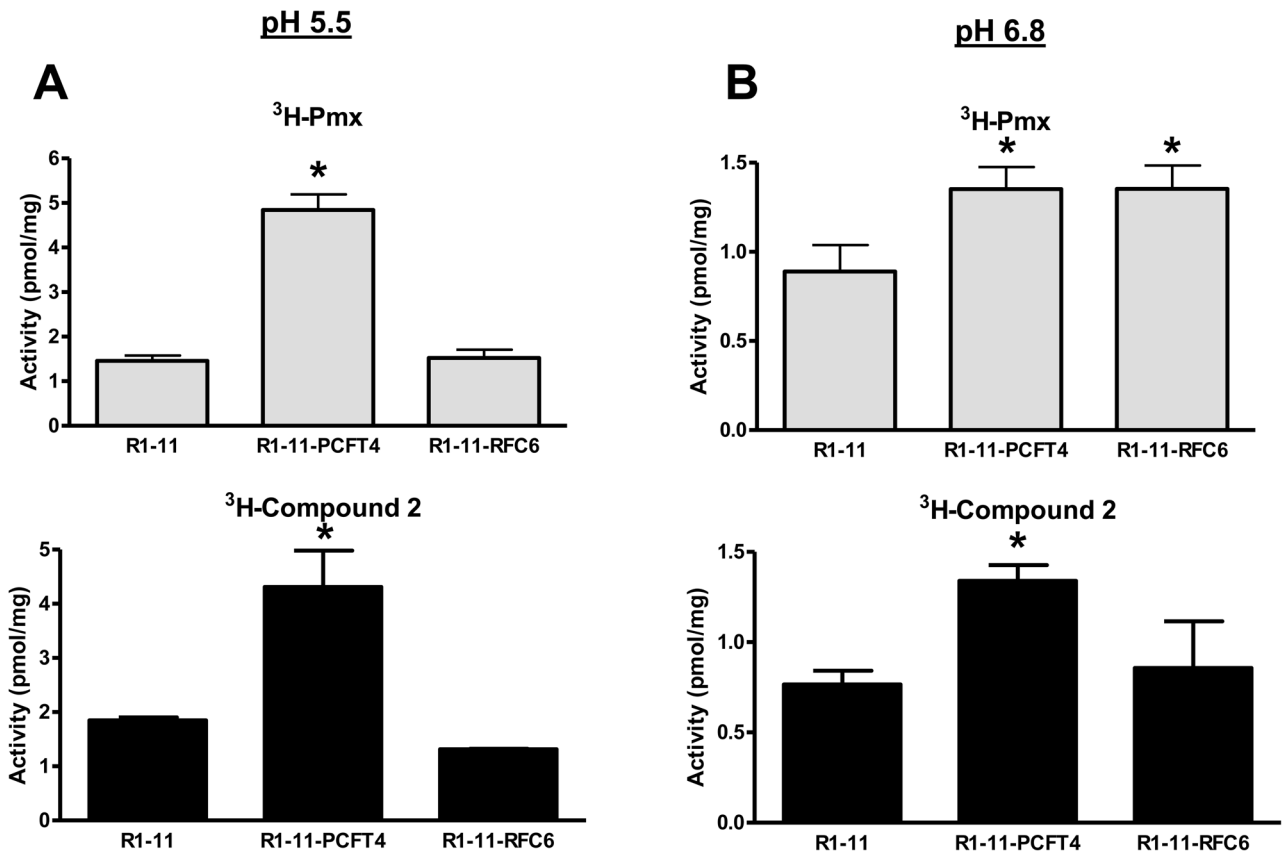 pH 5.5
A
³H-Pmx
Activity (pmol/mg)
6
5
4
3
2
1
0
*
R1-11 R1-11-PCFT4 R1-11-RFC6
³H-Compound 2
Activity (pmol/mg)
5
4
3
2
1
0
*
R1-11 R1-11-PCFT4 R1-11-RFC6
pH 6.8
B
³H-Pmx
Activity (pmol/mg)
1.5
1.0
0.5
0.0
* *
R1-11 R1-11-PCFT4 R1-11-RFC6
³H-Compound 2
Activity (pmol/mg)
1.5
1.0
0.5
0.0
*
R1-11 R1-11-PCFT4 R1-11-RFC6